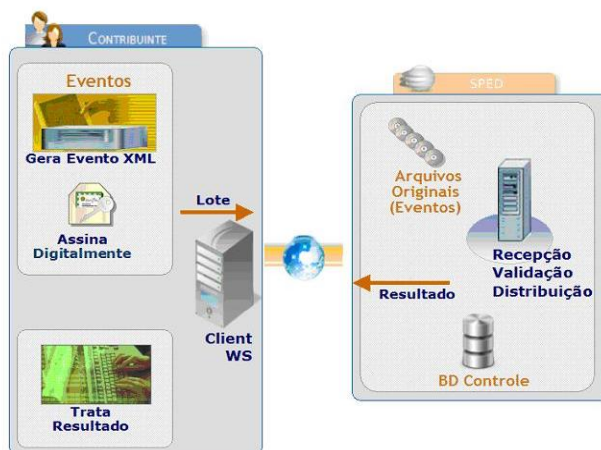 CONTRIBUINTE
Eventos
Gera Evento XML
Assina
Digitalmente
Lote
Client
WS
Trata
Resultado
SPED
Arquivos
Originais
(Eventos)
Recepção
Validação
Distribuição
Resultado
BD Controle